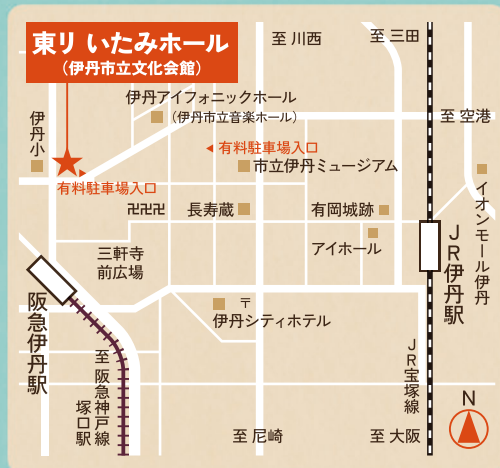 東リ いたみホール
（伊丹市立文化会館）
至 川西
至 三田
伊丹アイフォニックホール
（伊丹市立音楽ホール）
至 空港
伊丹小
有料駐車場入口
市立伊丹ミュージアム
有料駐車場入口
卍卍卍
長寿蔵
有岡城跡
イオンモール伊丹
三軒寺
前広場
アイホール
JR伊丹駅
阪急伊丹駅
〒
伊丹シティホテル
至 阪急神戸線
塚口駅
JR宝塚線
N
至 尼崎
至 大阪